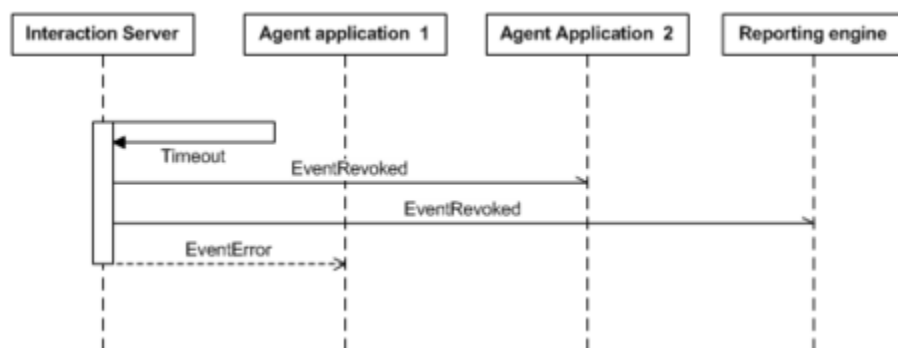 Interaction Server
Agent application 1
Agent Application 2
Reporting engine
Timeout
EventRevoked
EventRevoked
EventError